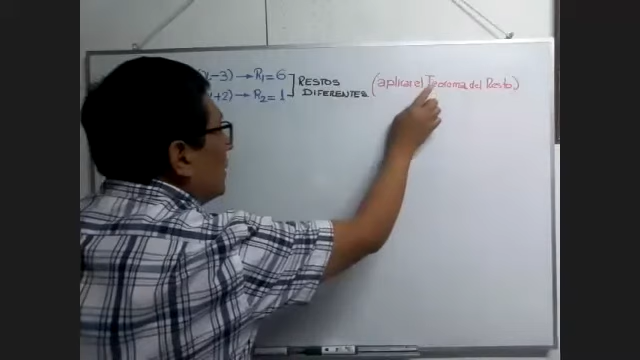 x-3) → R₁ = 6 RESTOS (aplicar el Teorema del Resto)
+2) → R₂ = 1 DIFERENTES